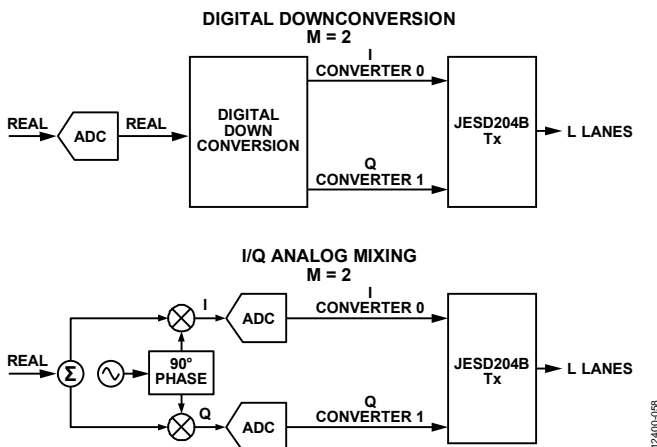 DIGITAL DOWNCONVERSION
M = 2
I
CONVERTER 0
REAL
ADC
REAL
DIGITAL
DOWN
CONVERSION
JESD204B
Tx
L LANES
Q
CONVERTER 1
I/Q ANALOG MIXING
M = 2
I
I
CONVERTER 0
ADC
REAL
Σ
90°
PHASE
JESD204B
Tx
L LANES
Q
Q
CONVERTER 1
ADC
12400-058